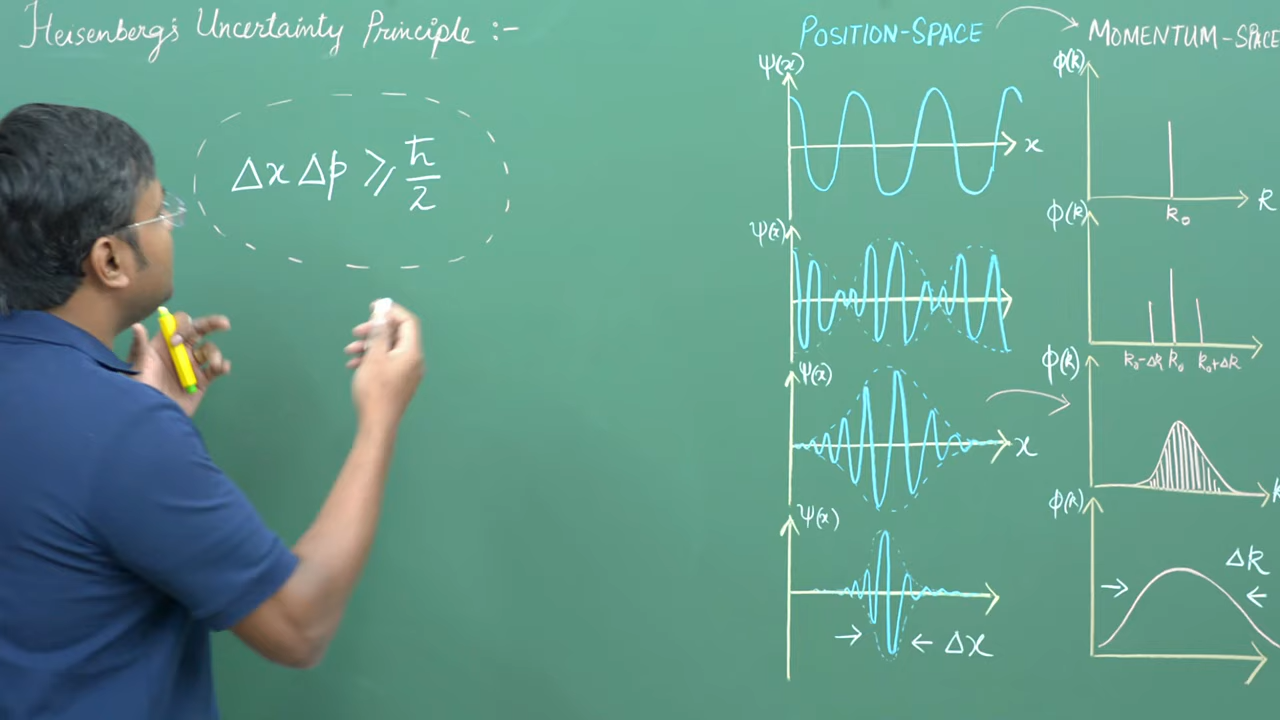 Heisenberg's Uncertainty Principle :-
Δx Δp ≥ ħ/2
POSITION-SPACE
MOMENTUM-SPACE
ψ(x)
x
ϕ(k)
k
k₀
ψ(x)
ϕ(k)
k₀-Δk k₀ k₀+Δk
ψ(x)
x
ϕ(k)
k
ψ(x)
Δx
ϕ(k)
Δk